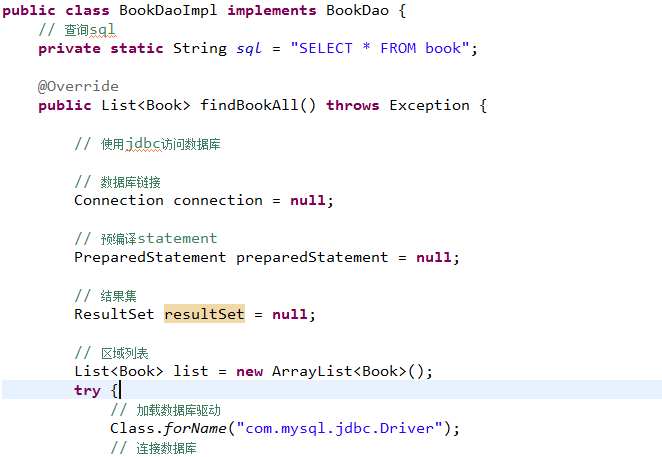 public class BookDaoImpl implements BookDao {
// 查询sql
private static String sql = "SELECT * FROM book";
@Override
public List<Book> findBookAll() throws Exception {
// 使用jdbc访问数据库
// 数据库链接
Connection connection = null;
// 预编译statement
PreparedStatement preparedStatement = null;
// 结果集
ResultSet resultSet = null;
// 区域列表
List<Book> list = new ArrayList<Book>();
try {
// 加载数据库驱动
Class.forName("com.mysql.jdbc.Driver");
// 连接数据库